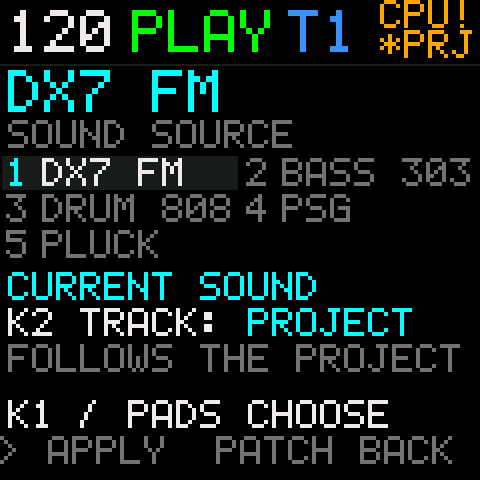 120 PLAY T1 CPU!
*PRJ
DX7 FM
SOUND SOURCE
1 DX7 FM 2 BASS 303
3 DRUM 808 4 PSG
5 PLUCK
CURRENT SOUND
K2 TRACK: PROJECT
FOLLOWS THE PROJECT
K1 / PADS CHOOSE
> APPLY PATCH BACK